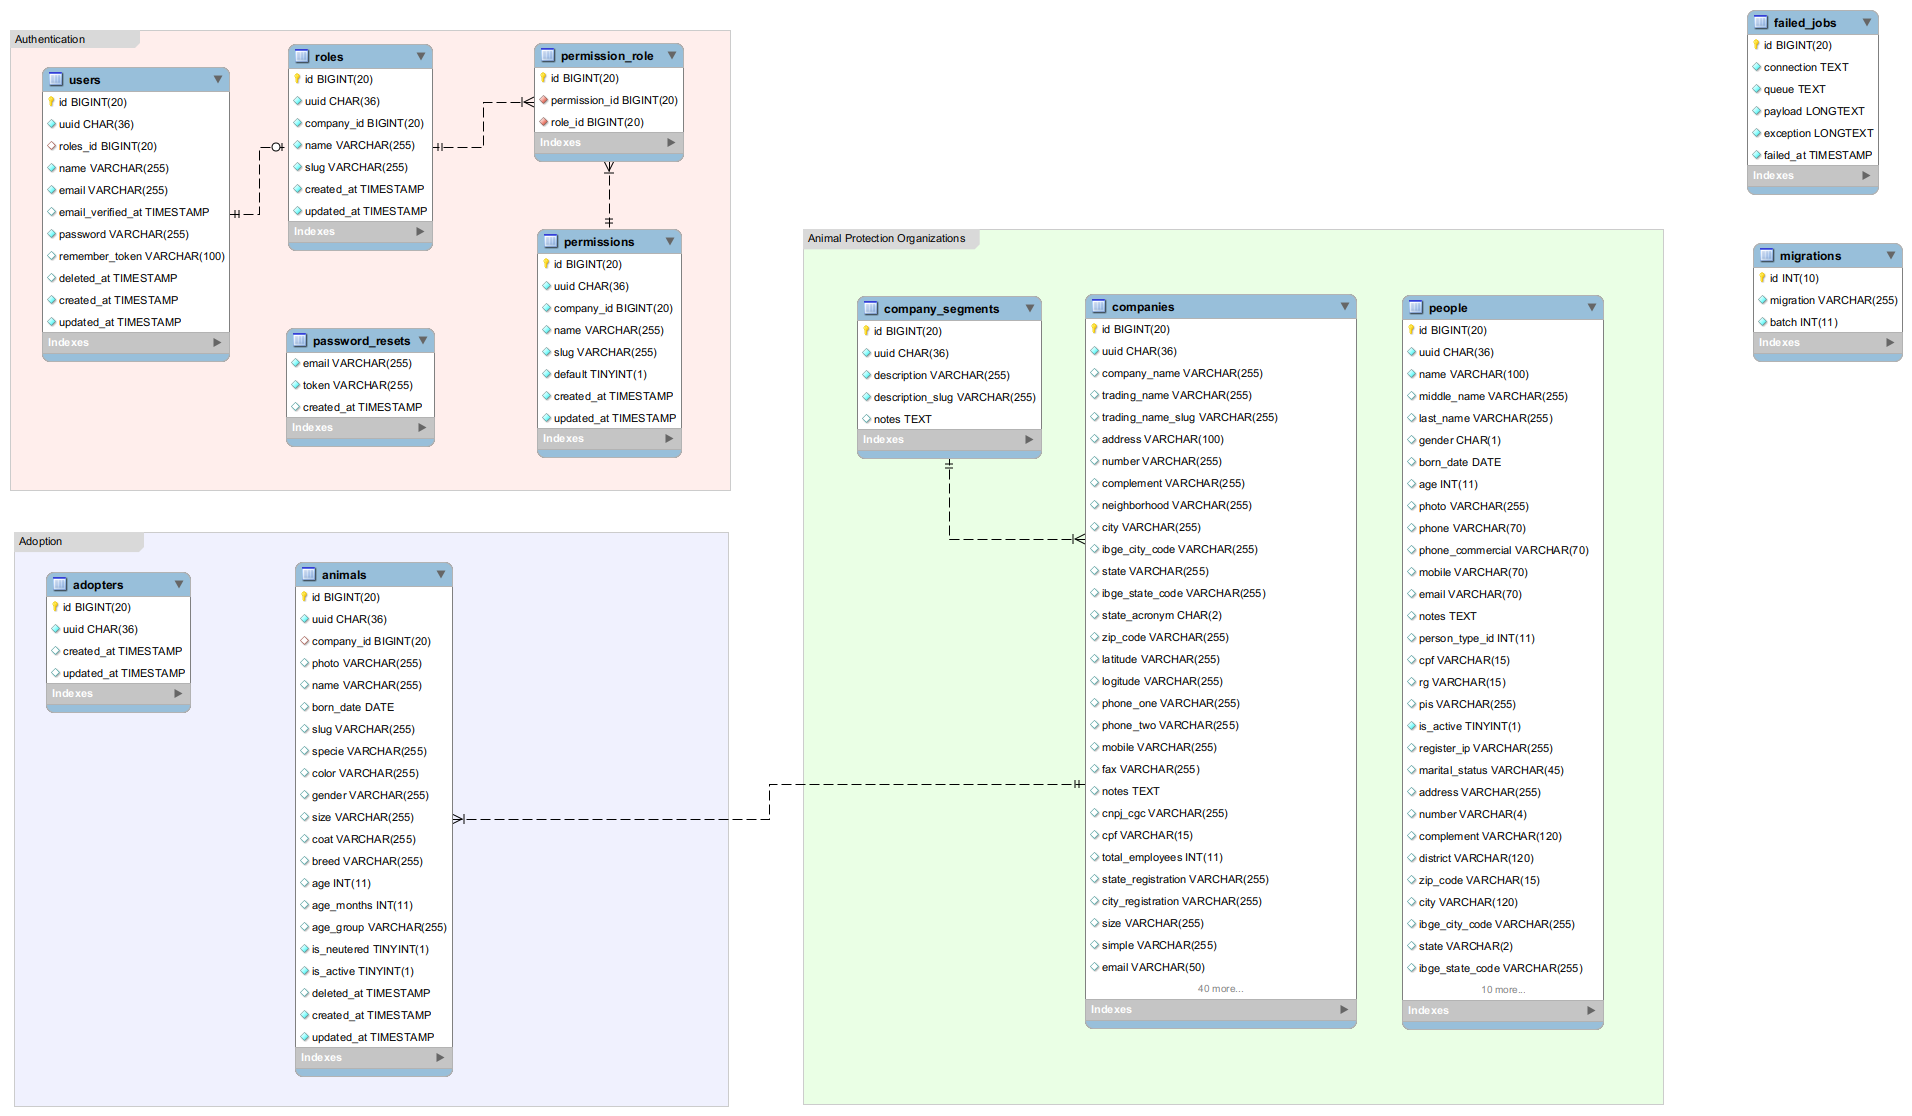 Authentication
users
id BIGINT(20)
uuid CHAR(36)
roles_id BIGINT(20)
name VARCHAR(255)
email VARCHAR(255)
email_verified_at TIMESTAMP
password VARCHAR(255)
remember_token VARCHAR(100)
deleted_at TIMESTAMP
created_at TIMESTAMP
updated_at TIMESTAMP
Indexes
roles
id BIGINT(20)
uuid CHAR(36)
company_id BIGINT(20)
name VARCHAR(255)
slug VARCHAR(255)
created_at TIMESTAMP
updated_at TIMESTAMP
Indexes
permission_role
id BIGINT(20)
permission_id BIGINT(20)
role_id BIGINT(20)
Indexes
permissions
id BIGINT(20)
uuid CHAR(36)
company_id BIGINT(20)
name VARCHAR(255)
slug VARCHAR(255)
default TINYINT(1)
created_at TIMESTAMP
updated_at TIMESTAMP
Indexes
password_resets
email VARCHAR(255)
token VARCHAR(255)
created_at TIMESTAMP
Indexes
Adoption
adopters
id BIGINT(20)
uuid CHAR(36)
created_at TIMESTAMP
updated_at TIMESTAMP
Indexes
animals
id BIGINT(20)
uuid CHAR(36)
company_id BIGINT(20)
photo VARCHAR(255)
name VARCHAR(255)
born_date DATE
slug VARCHAR(255)
specie VARCHAR(255)
color VARCHAR(255)
gender VARCHAR(255)
size VARCHAR(255)
coat VARCHAR(255)
breed VARCHAR(255)
age INT(11)
age_months INT(11)
age_group VARCHAR(255)
is_neutered TINYINT(1)
is_active TINYINT(1)
deleted_at TIMESTAMP
created_at TIMESTAMP
updated_at TIMESTAMP
Indexes
Animal Protection Organizations
company_segments
id BIGINT(20)
uuid CHAR(36)
description VARCHAR(255)
description_slug VARCHAR(255)
notes TEXT
Indexes
companies
id BIGINT(20)
uuid CHAR(36)
company_name VARCHAR(255)
trading_name VARCHAR(255)
trading_name_slug VARCHAR(255)
address VARCHAR(100)
number VARCHAR(255)
complement VARCHAR(255)
neighborhood VARCHAR(255)
city VARCHAR(255)
ibge_city_code VARCHAR(255)
state VARCHAR(255)
ibge_state_code VARCHAR(255)
state_acronym CHAR(2)
zip_code VARCHAR(255)
latitude VARCHAR(255)
logitude VARCHAR(255)
phone_one VARCHAR(255)
phone_two VARCHAR(255)
mobile VARCHAR(255)
fax VARCHAR(255)
notes TEXT
cnpj_cgc VARCHAR(255)
cpf VARCHAR(15)
total_employees INT(11)
state_registration VARCHAR(255)
city_registration VARCHAR(255)
size VARCHAR(255)
simple VARCHAR(255)
email VARCHAR(50)
40 more...
Indexes
people
id BIGINT(20)
uuid CHAR(36)
name VARCHAR(100)
middle_name VARCHAR(255)
last_name VARCHAR(255)
gender CHAR(1)
born_date DATE
age INT(11)
photo VARCHAR(255)
phone VARCHAR(70)
phone_commercial VARCHAR(70)
mobile VARCHAR(70)
email VARCHAR(70)
notes TEXT
person_type_id INT(11)
cpf VARCHAR(15)
rg VARCHAR(15)
pis VARCHAR(255)
is_active TINYINT(1)
register_ip VARCHAR(255)
marital_status VARCHAR(45)
address VARCHAR(255)
number VARCHAR(4)
complement VARCHAR(120)
district VARCHAR(120)
zip_code VARCHAR(15)
city VARCHAR(120)
ibge_city_code VARCHAR(255)
state VARCHAR(2)
ibge_state_code VARCHAR(255)
10 more...
Indexes
failed_jobs
id BIGINT(20)
connection TEXT
queue TEXT
payload LONGTEXT
exception LONGTEXT
failed_at TIMESTAMP
Indexes
migrations
id INT(10)
migration VARCHAR(255)
batch INT(11)
Indexes